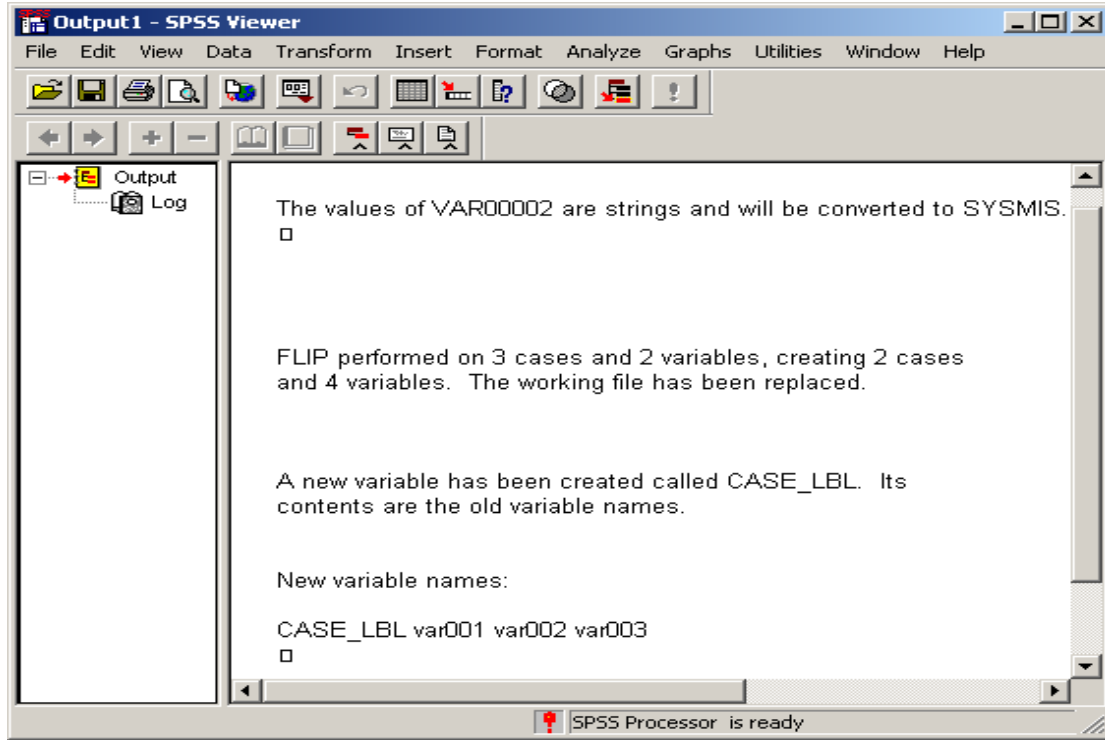 SPSS Output1 - SPSS Viewer
File Edit View Data Transform Insert Format Analyze Graphs Utilities Window Help
Output
Log
The values of VAR00002 are strings and will be converted to SYSMIS.
FLIP performed on 3 cases and 2 variables, creating 2 cases
and 4 variables. The working file has been replaced.
A new variable has been created called CASE_LBL. Its
contents are the old variable names.
New variable names:
CASE_LBL var001 var002 var003
SPSS Processor is ready